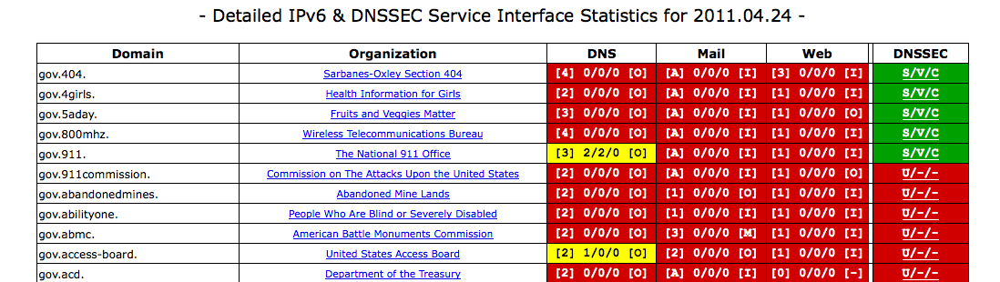 - Detailed IPv6 & DNSSEC Service Interface Statistics for 2011.04.24 -
Domain Organization DNS Mail Web DNSSEC
gov.404. Sarbanes-Oxley Section 404 [4] 0/0/0 [O] [A] 0/0/0 [I] [3] 0/0/0 [I] S/V/C
gov.4girls. Health Information for Girls [2] 0/0/0 [O] [A] 0/0/0 [I] [1] 0/0/0 [I] S/V/C
gov.5aday. Fruits and Veggies Matter [3] 0/0/0 [O] [A] 0/0/0 [I] [1] 0/0/0 [O] S/V/C
gov.800mhz. Wireless Telecommunications Bureau [4] 0/0/0 [O] [A] 0/0/0 [I] [1] 0/0/0 [I] S/V/C
gov.911. The National 911 Office [3] 2/2/0 [O] [A] 0/0/0 [I] [1] 0/0/0 [I] S/V/C
gov.911commission. Commission on The Attacks Upon the United States [2] 0/0/0 [O] [A] 0/0/0 [I] [1] 0/0/0 [O] U/-/-
gov.abandonedmines. Abandoned Mine Lands [2] 0/0/0 [O] [1] 0/0/0 [O] [1] 0/0/0 [I] U/-/-
gov.abilityone. People Who Are Blind or Severely Disabled [2] 0/0/0 [O] [1] 0/0/0 [I] [1] 0/0/0 [I] U/-/-
gov.abmc. American Battle Monuments Commission [2] 0/0/0 [O] [3] 0/0/0 [M] [1] 0/0/0 [I] U/-/-
gov.access-board. United States Access Board [2] 1/0/0 [O] [2] 0/0/0 [O] [1] 0/0/0 [I] U/-/-
gov.acd. Department of the Treasury [2] 0/0/0 [O] [A] 0/0/0 [I] [0] 0/0/0 [-] U/-/-